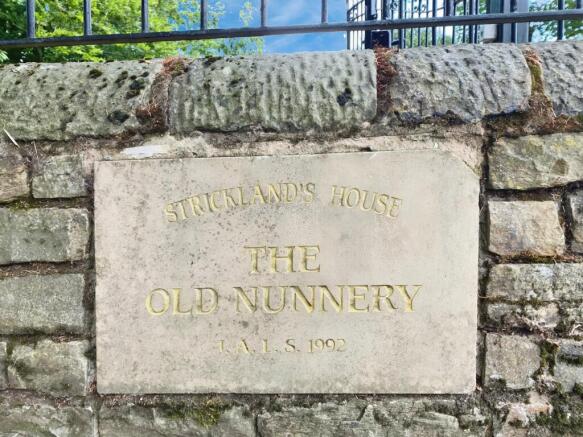 STRICKLAND'S HOUSE
THE
OLD NUNNERY
J. A. L. S. 1992